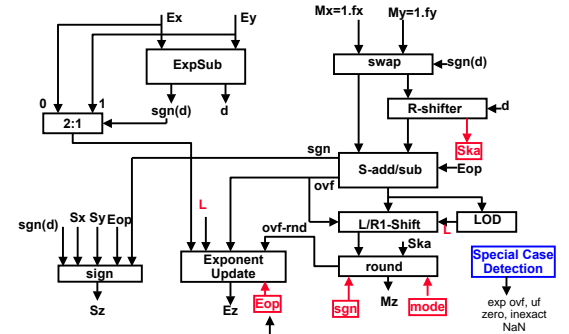 Ex
Ey
Mx=1.fx
My=1.fy
ExpSub
swap
sgn(d)
sgn(d)
d
R-shifter
d
0
1
2:1
Ska
sgn
S-add/sub
Eop
ovf
L
sgn(d)
Sx
Sy
Eop
ovf-rnd
L/R1-Shift
L
LOD
Ska
sign
Exponent
Update
round
Special Case
Detection
Sz
Ez
Eop
sgn
Mz
mode
exp ovf, uf
zero, inexact
NaN